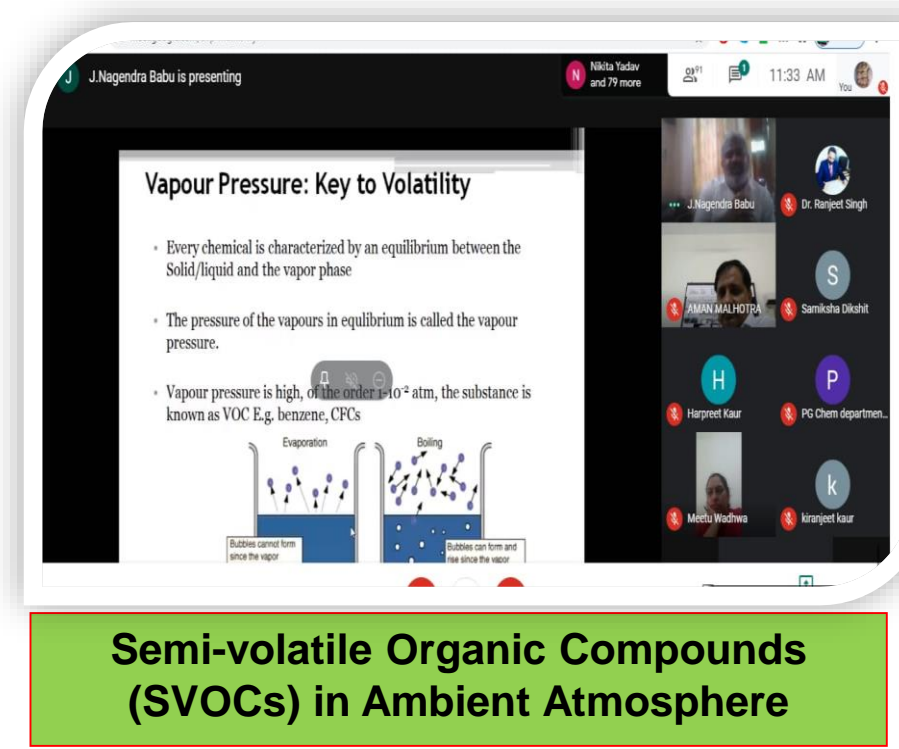 J
J.Nagendra Babu is presenting
N
Nikita Yadav
and 79 more
91
1
11:33 AM
You
Vapour Pressure: Key to Volatility
• Every chemical is characterized by an equilibrium between the
Solid/liquid and the vapor phase
• The pressure of the vapours in equlibrium is called the vapour
pressure.
• Vapour pressure is high, of the order 1-10⁻² atm, the substance is
known as VOC E.g. benzene, CFCs
Evaporation
Boiling
Bubbles cannot form
since the vapor
Bubbles can form and
rise since the vapor
J.Nagendra Babu
Dr. Ranjeet Singh
AMAN MALHOTRA
S
Samiksha Dikshit
H
Harpreet Kaur
P
PG Chem departmen...
Meetu Wadhwa
k
kiranjeet kaur
Semi-volatile Organic Compounds
(SVOCs) in Ambient Atmosphere